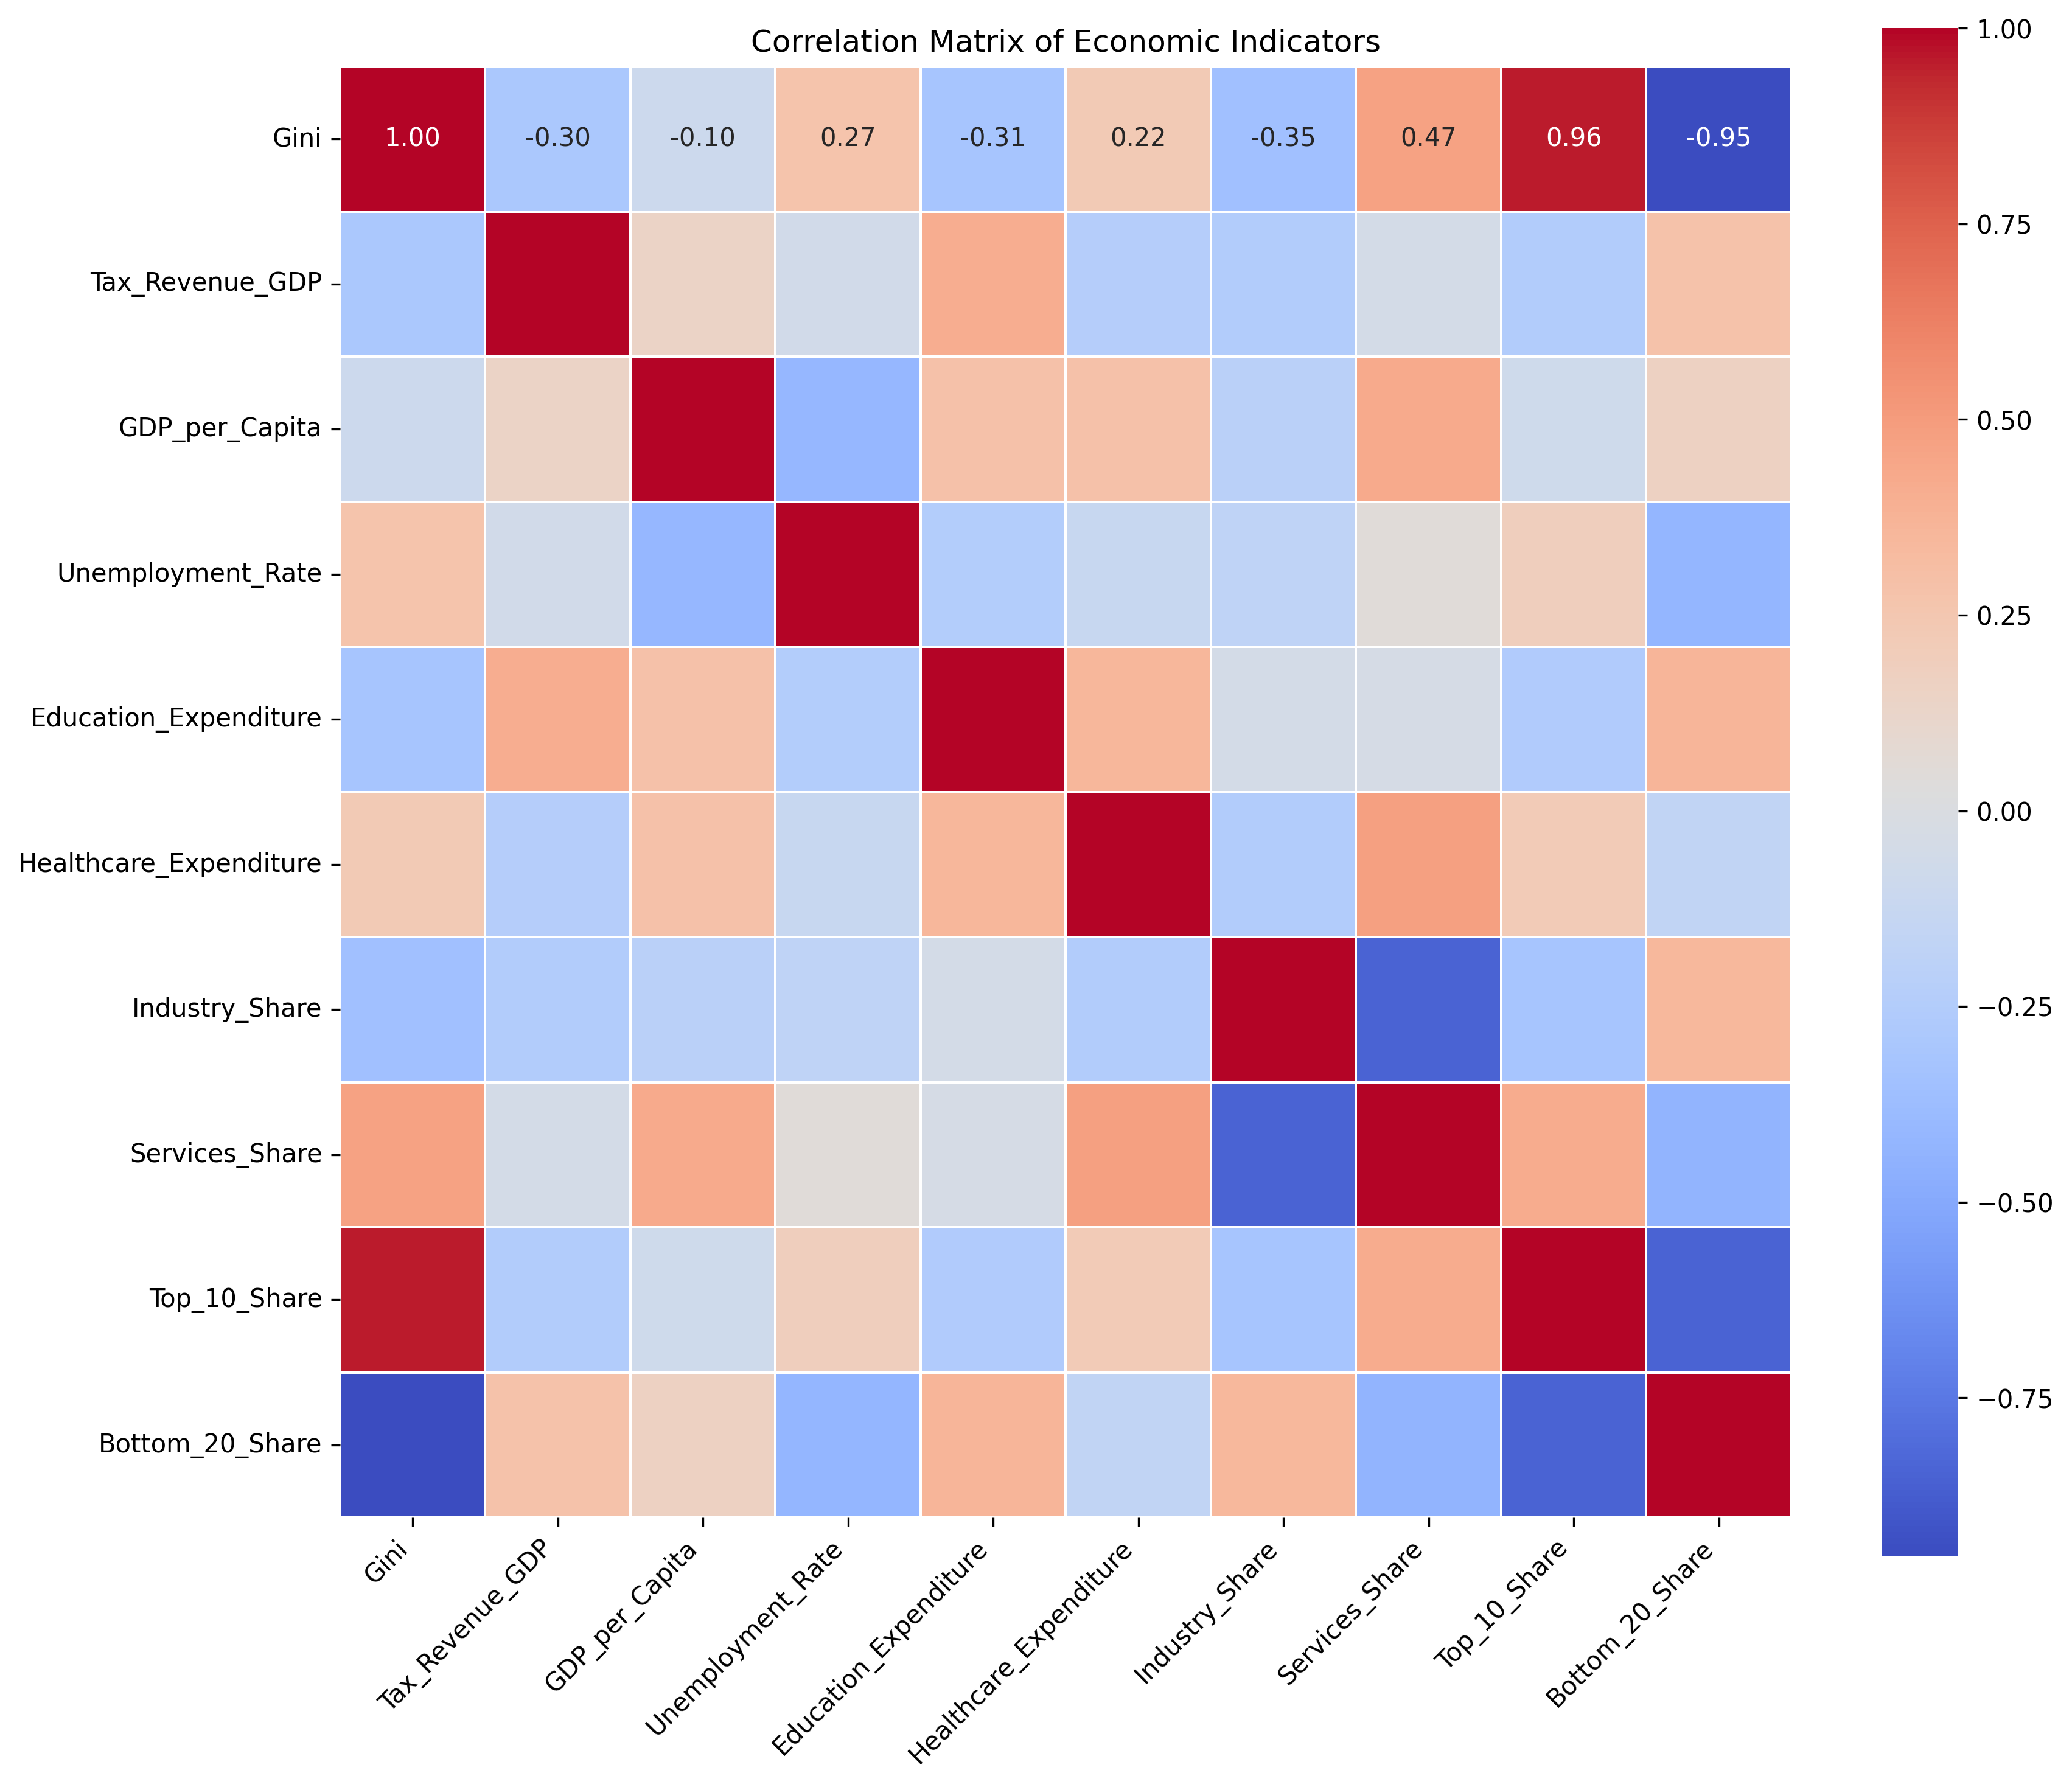 Correlation Matrix of Economic Indicators
Gini
1.00 -0.30 -0.10 0.27 -0.31 0.22 -0.35 0.47 0.96 -0.95
Tax_Revenue_GDP
GDP_per_Capita
Unemployment_Rate
Education_Expenditure
Healthcare_Expenditure
Industry_Share
Services_Share
Top_10_Share
Bottom_20_Share
Gini
Tax_Revenue_GDP
GDP_per_Capita
Unemployment_Rate
Education_Expenditure
Healthcare_Expenditure
Industry_Share
Services_Share
Top_10_Share
Bottom_20_Share
1.00
0.75
0.50
0.25
0.00
−0.25
−0.50
−0.75